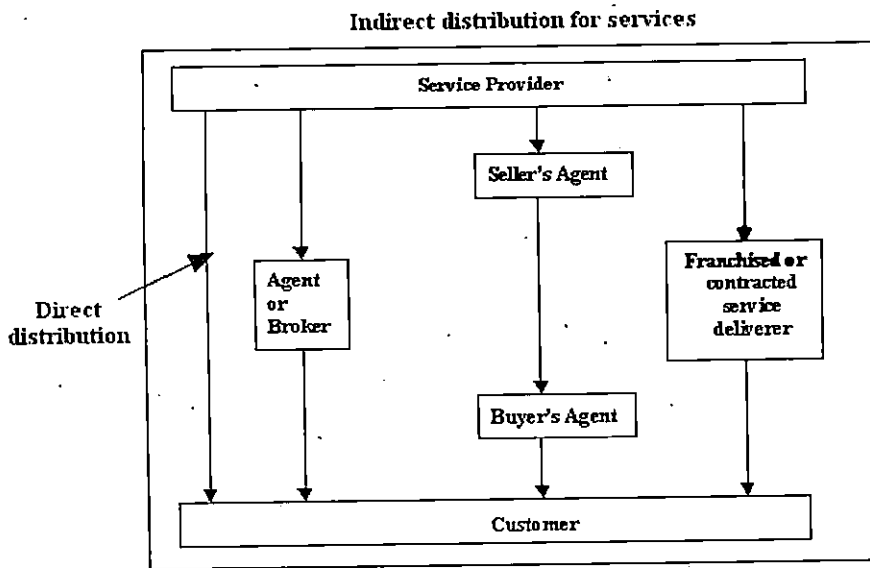 Indirect distribution for services
Service Provider
Seller's Agent
Agent
or
Broker
Franchised or
contracted
service
deliverer
Direct
distribution
Buyer's Agent
Customer